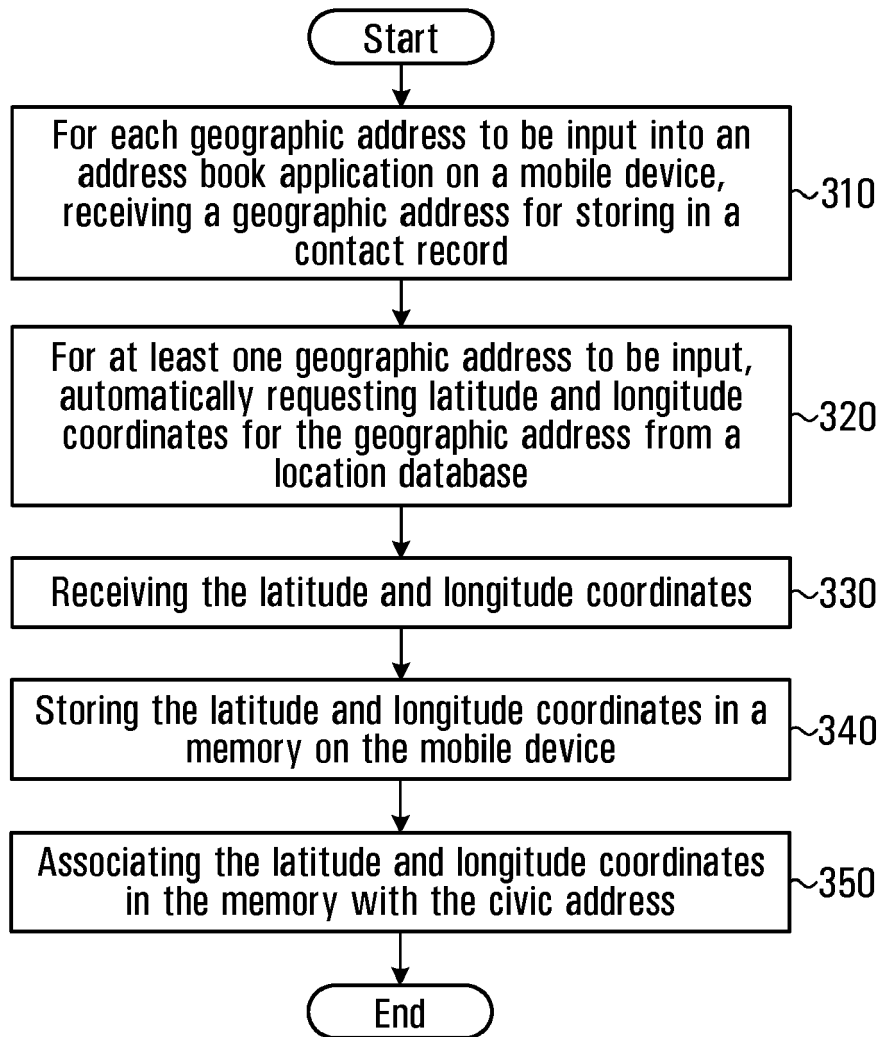 Start
For each geographic address to be input into an
address book application on a mobile device,
receiving a geographic address for storing in a
contact record
310
For at least one geographic address to be input,
automatically requesting latitude and longitude
coordinates for the geographic address from a
location database
320
Receiving the latitude and longitude coordinates
330
Storing the latitude and longitude coordinates in a
memory on the mobile device
340
Associating the latitude and longitude coordinates
in the memory with the civic address
350
End